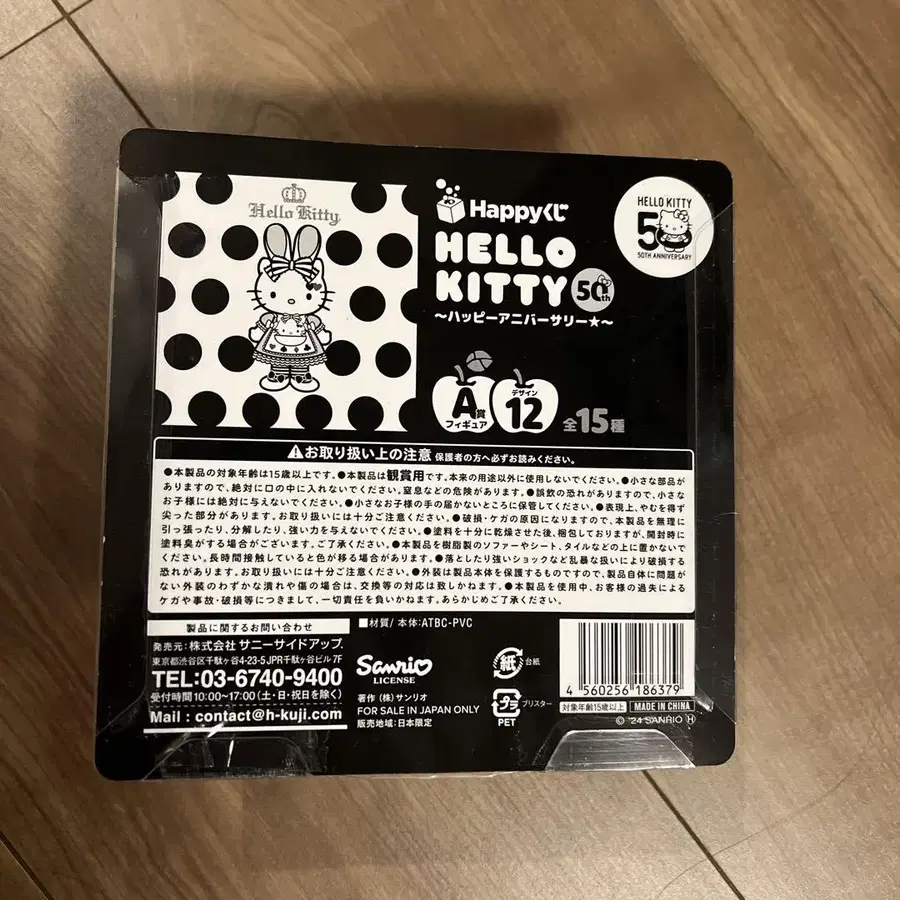 Hello Kitty
Happyくじ
HELLO
KITTY 50th
～ハッピーアニバーサリー★～
HELLO KITTY
50
50TH ANNIVERSARY
A賞
フィギュア
デザイン
12
全15種
お取り扱い上の注意 保護者の方へ必ずお読みください。
●本製品の対象年齢は15歳以上です。●本製品は観賞用です。本来の用途以外に使用しないでください。●小さな部品が
ありますので、絶対に口の中に入れないでください。窒息などの危険があります。●誤飲の恐れがありますので、小さな
お子様には絶対に与えないでください。●小さなお子様の手の届かないところに保管してください。●表現上、やむを得ず
尖った部分があります。お取り扱いには十分ご注意ください。●破損・ケガの原因になりますので、本製品を無理に
引っ張ったり、分解したり、強い力を与えないでください。●塗料を十分に乾燥させた後、梱包しておりますが、開封時に
塗料臭がする場合がございます。ご了承ください。●本製品を樹脂製のソファーやシート、タイルなどの上に置かないで
ください。長時間接触していると色が移る場合があります。●落としたり強いショックなど乱暴な扱いにより破損する
恐れがあります。お取り扱いには十分ご注意ください。●外装は製品本体を保護するものですので、製品自体に問題が
ない外装のわずかな潰れや傷の場合は、交換等の対応は致しかねます。●本製品を使用中、お客様の過失による
ケガや事故・破損等につきまして、一切責任を負いかねます。あらかじめご了承ください。
製品に関するお問い合わせ
発売元：株式会社 サニーサイドアップ
東京都渋谷区千駄ヶ谷4-23-5JPR千駄ヶ谷ビル 7F
TEL:03-6740-9400
受付時間10:00～17:00(土・日・祝日を除く)
Mail : contact@h-kuji.com
■材質/ 本体:ATBC-PVC
Sanrio
LICENSE
著作 (株) サンリオ
FOR SALE IN JAPAN ONLY
販売地域:日本限定
紙 台紙
プラ ブリスター
PET
4 560256 186379
対象年齢15歳以上 MADE IN CHINA
© '24 SANRIO Ⓗ